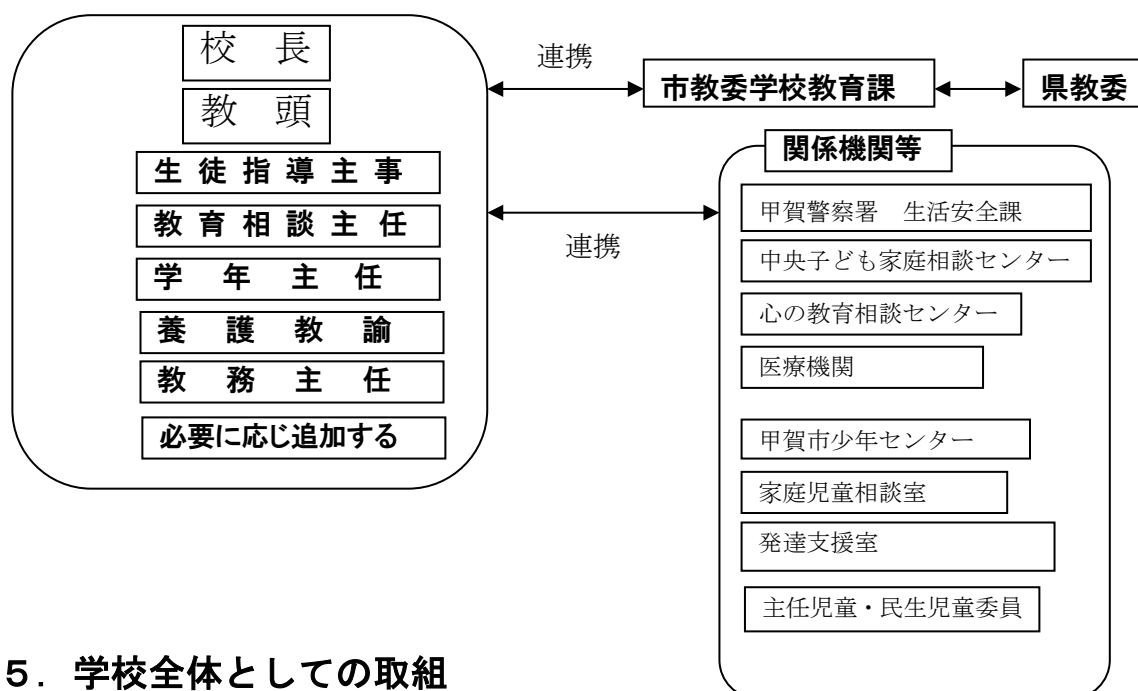 校　長
教　頭
生徒指導主事
教育相談主任
学年主任
養護教諭
教務主任
必要に応じ追加する
連携
市教委学校教育課
県教委
連携
関係機関等
甲賀警察署　生活安全課
中央子ども家庭相談センター
心の教育相談センター
医療機関
甲賀市少年センター
家庭児童相談室
発達支援室
主任児童・民生児童委員
５．学校全体としての取組